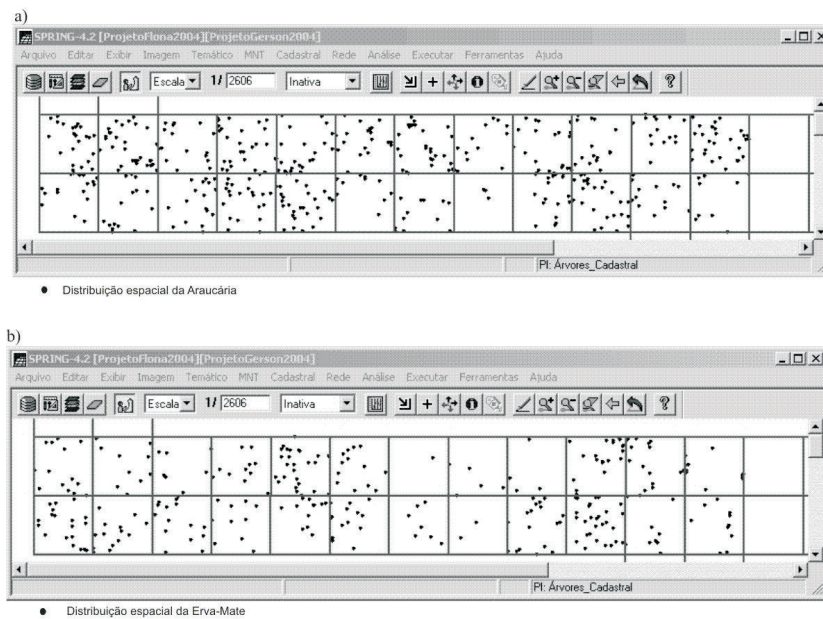 a)
SPRING-4.2 [ProjetoFlona2004][ProjetoGerson2004]
Arquivo Editar Exibir Imagem Temático MNT Cadastral Rede Análise Executar Ferramentas Ajuda
Escala 1/ 2606 Inativa
PI: Árvores_Cadastral
• Distribuição espacial da Araucária
b)
SPRING-4.2 [ProjetoFlona2004][ProjetoGerson2004]
Arquivo Editar Exibir Imagem Temático MNT Cadastral Rede Análise Executar Ferramentas Ajuda
Escala 1/ 2606 Inativa
PI: Árvores_Cadastral
• Distribuição espacial da Erva-Mate